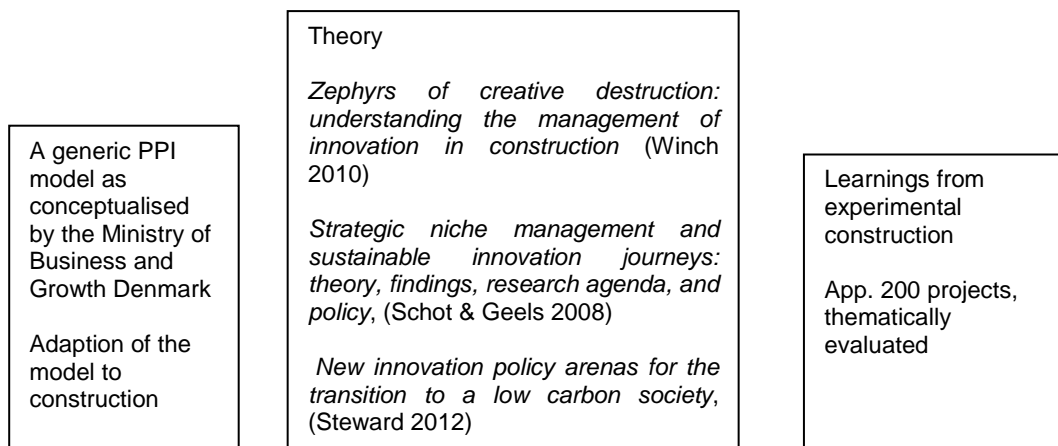 A generic PPI
model as
conceptualised
by the Ministry of
Business and
Growth Denmark
Adaption of the
model to
construction
Theory
Zephyrs of creative destruction:
understanding the management of
innovation in construction (Winch
2010)
Strategic niche management and
sustainable innovation journeys:
theory, findings, research agenda, and
policy, (Schot & Geels 2008)
New innovation policy arenas for the
transition to a low carbon society,
(Steward 2012)
Learnings from
experimental
construction
App. 200 projects,
thematically
evaluated